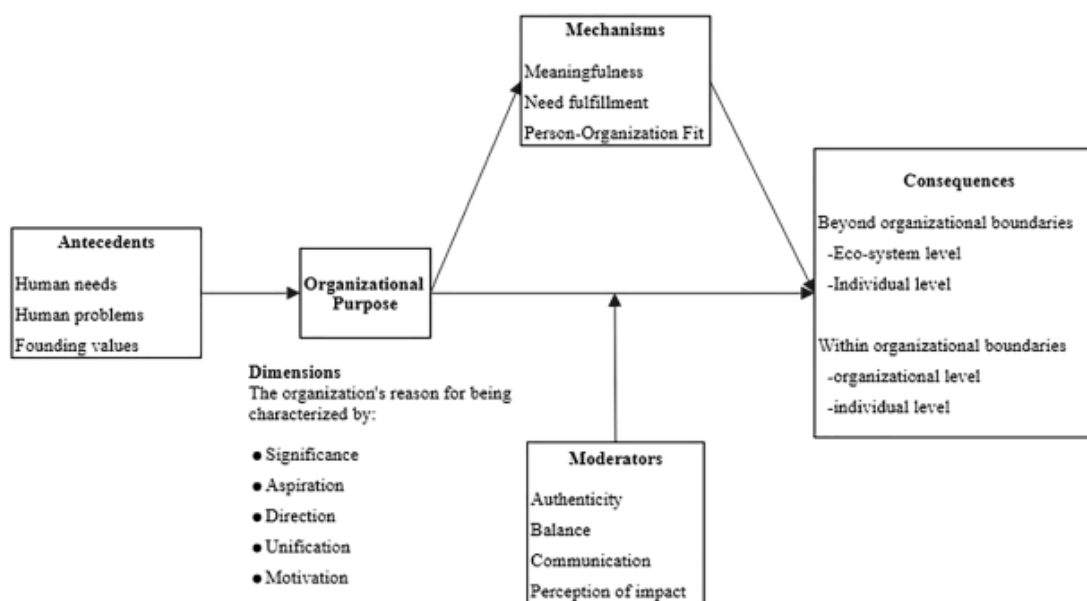 Mechanisms
Meaningfulness
Need fulfillment
Person-Organization Fit
Consequences
Beyond organizational boundaries
-Eco-system level
-Individual level
Within organizational boundaries
-organizational level
-individual level
Antecedents
Human needs
Human problems
Founding values
Organizational
Purpose
Dimensions
The organization's reason for being
characterized by:
● Significance
● Aspiration
● Direction
● Unification
● Motivation
Moderators
Authenticity
Balance
Communication
Perception of impact